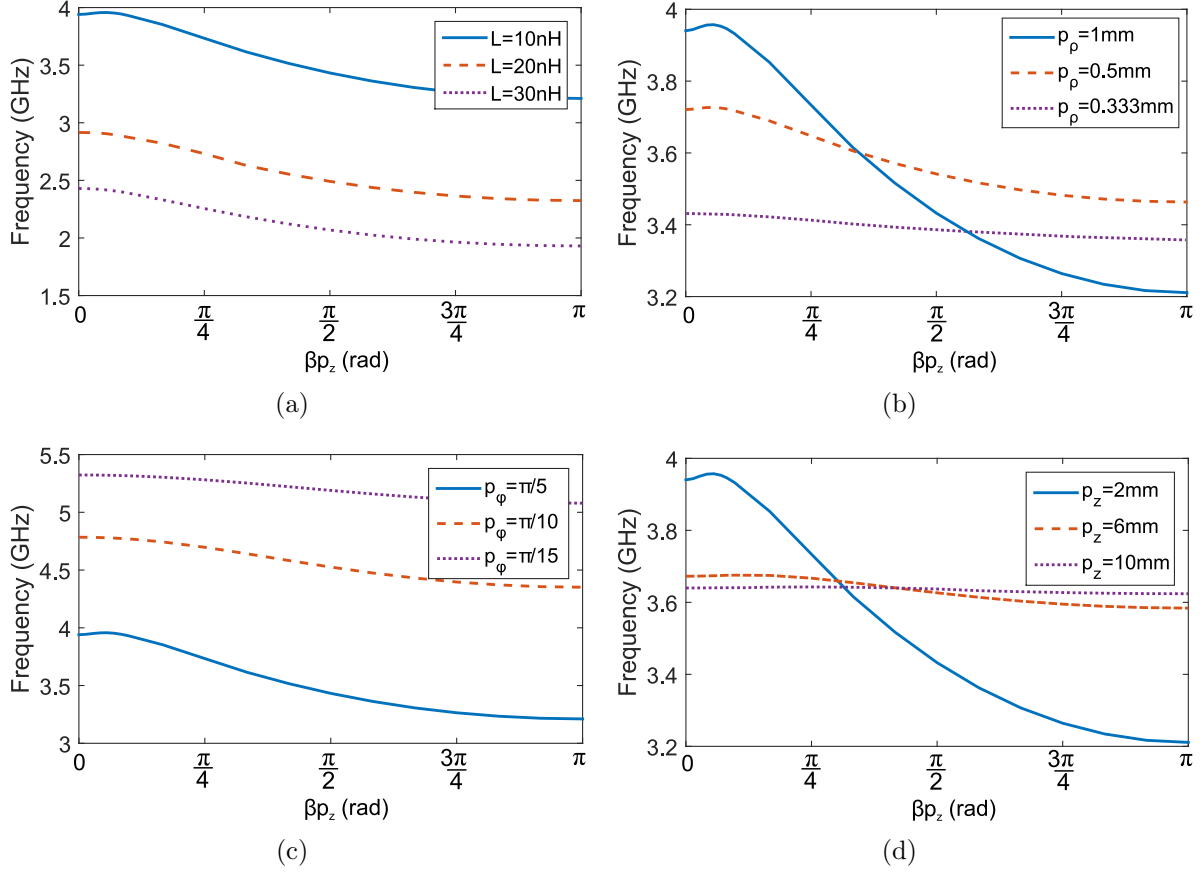 4
3.5
3
2.5
2
1.5
Frequency (GHz)
L=10nH
L=20nH
L=30nH
0
π/4
π/2
3π/4
π
βp_z (rad)
(a)
4
3.8
3.6
3.4
3.2
Frequency (GHz)
p_ρ=1mm
p_ρ=0.5mm
p_ρ=0.333mm
0
π/4
π/2
3π/4
π
βp_z (rad)
(b)
5.5
5
4.5
4
3.5
3
Frequency (GHz)
p_φ=π/5
p_φ=π/10
p_φ=π/15
0
π/4
π/2
3π/4
π
βp_z (rad)
(c)
4
3.8
3.6
3.4
3.2
Frequency (GHz)
p_z=2mm
p_z=6mm
p_z=10mm
0
π/4
π/2
3π/4
π
βp_z (rad)
(d)